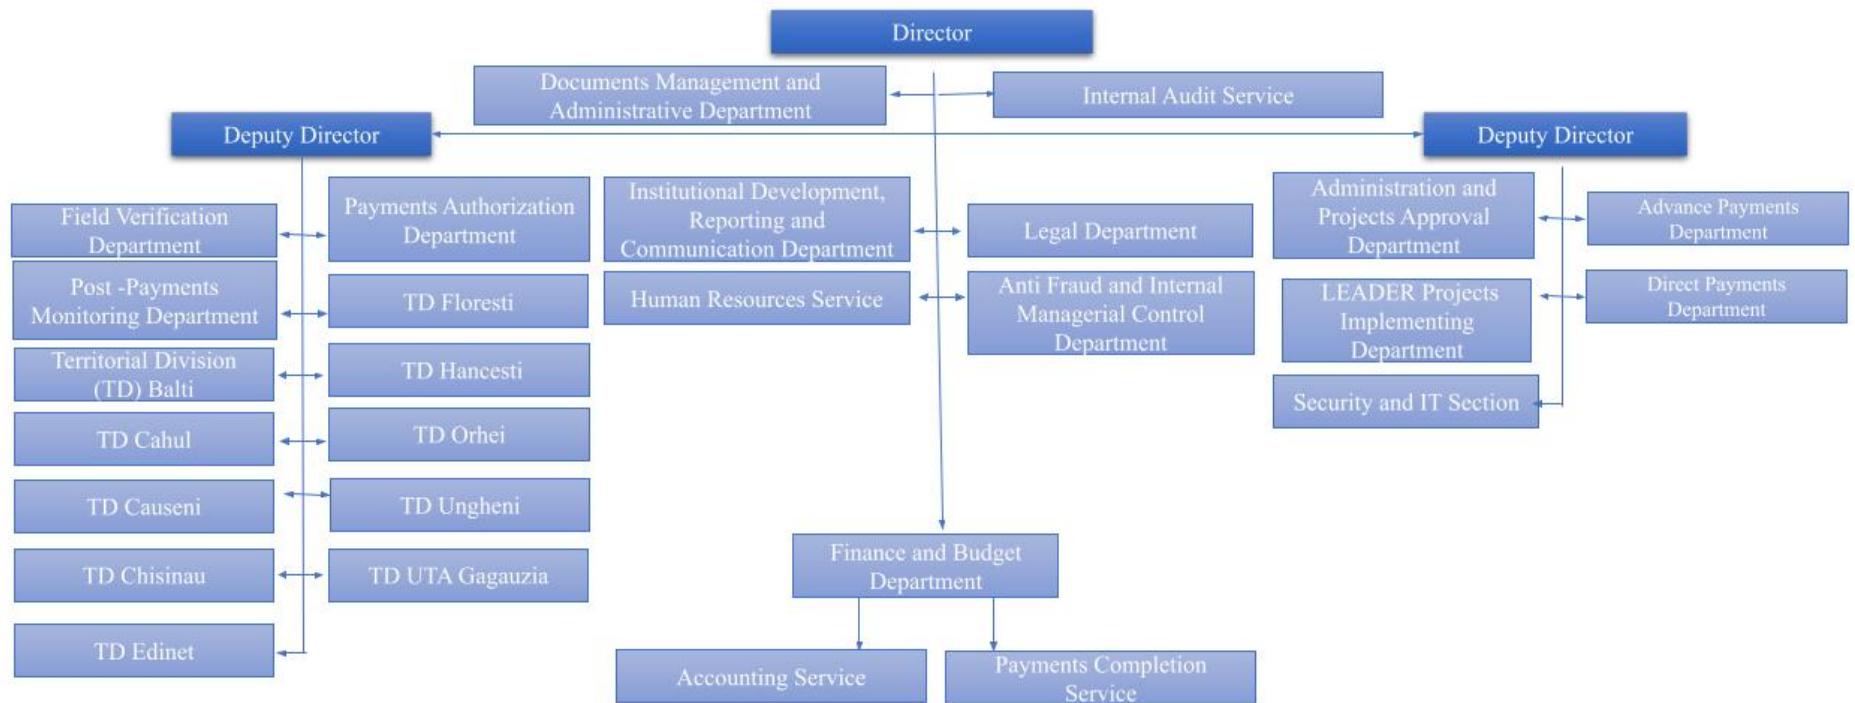 Director
Documents Management and
Administrative Department
Internal Audit Service
Deputy Director
Deputy Director
Field Verification
Department
Payments Authorization
Department
Post -Payments
Monitoring Department
TD Floresti
Territorial Division
(TD) Balti
TD Hancesti
TD Cahul
TD Orhei
TD Causeni
TD Ungheni
TD Chisinau
TD UTA Gagauzia
TD Edinet
Institutional Development,
Reporting and
Communication Department
Legal Department
Human Resources Service
Anti Fraud and Internal
Managerial Control
Department
Finance and Budget
Department
Accounting Service
Payments Completion
Service
Administration and
Projects Approval
Department
Advance Payments
Department
LEADER Projects
Implementing
Department
Direct Payments
Department
Security and IT Section